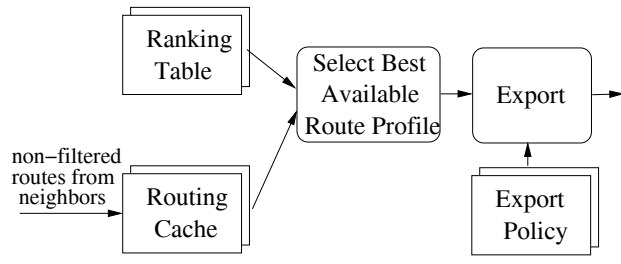 Ranking
Table
Select Best
Available
Route Profile
Export
non−filtered
routes from
neighbors
Routing
Cache
Export
Policy